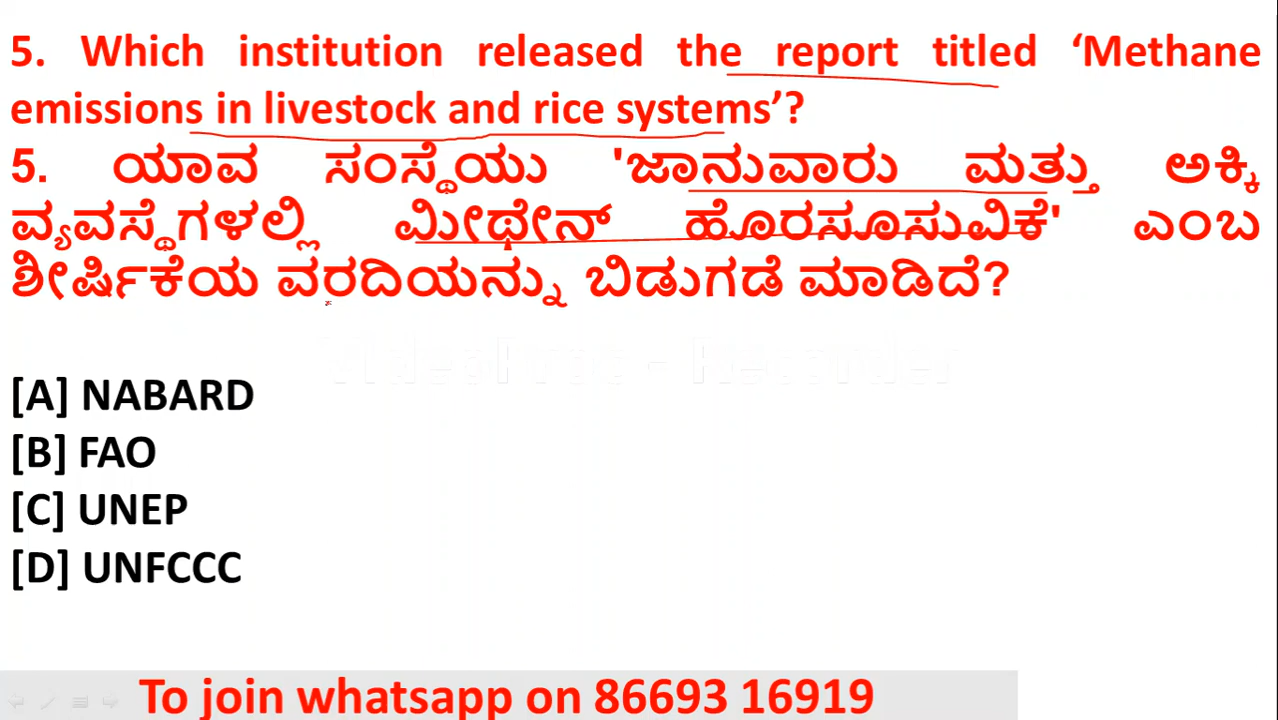 5. Which institution released the report titled ‘Methane
emissions in livestock and rice systems’?
5. ಯಾವ ಸಂಸ್ಥೆಯು 'ಜಾನುವಾರು ಮತ್ತು ಅಕ್ಕಿ
ವ್ಯವಸ್ಥೆಗಳಲ್ಲಿ ಮೀಥೇನ್ ಹೊರಸೂಸುವಿಕೆ' ಎಂಬ
ಶೀರ್ಷಿಕೆಯ ವರದಿಯನ್ನು ಬಿಡುಗಡೆ ಮಾಡಿದೆ?
[A] NABARD
[B] FAO
[C] UNEP
[D] UNFCCC
To join whatsapp on 86693 16919